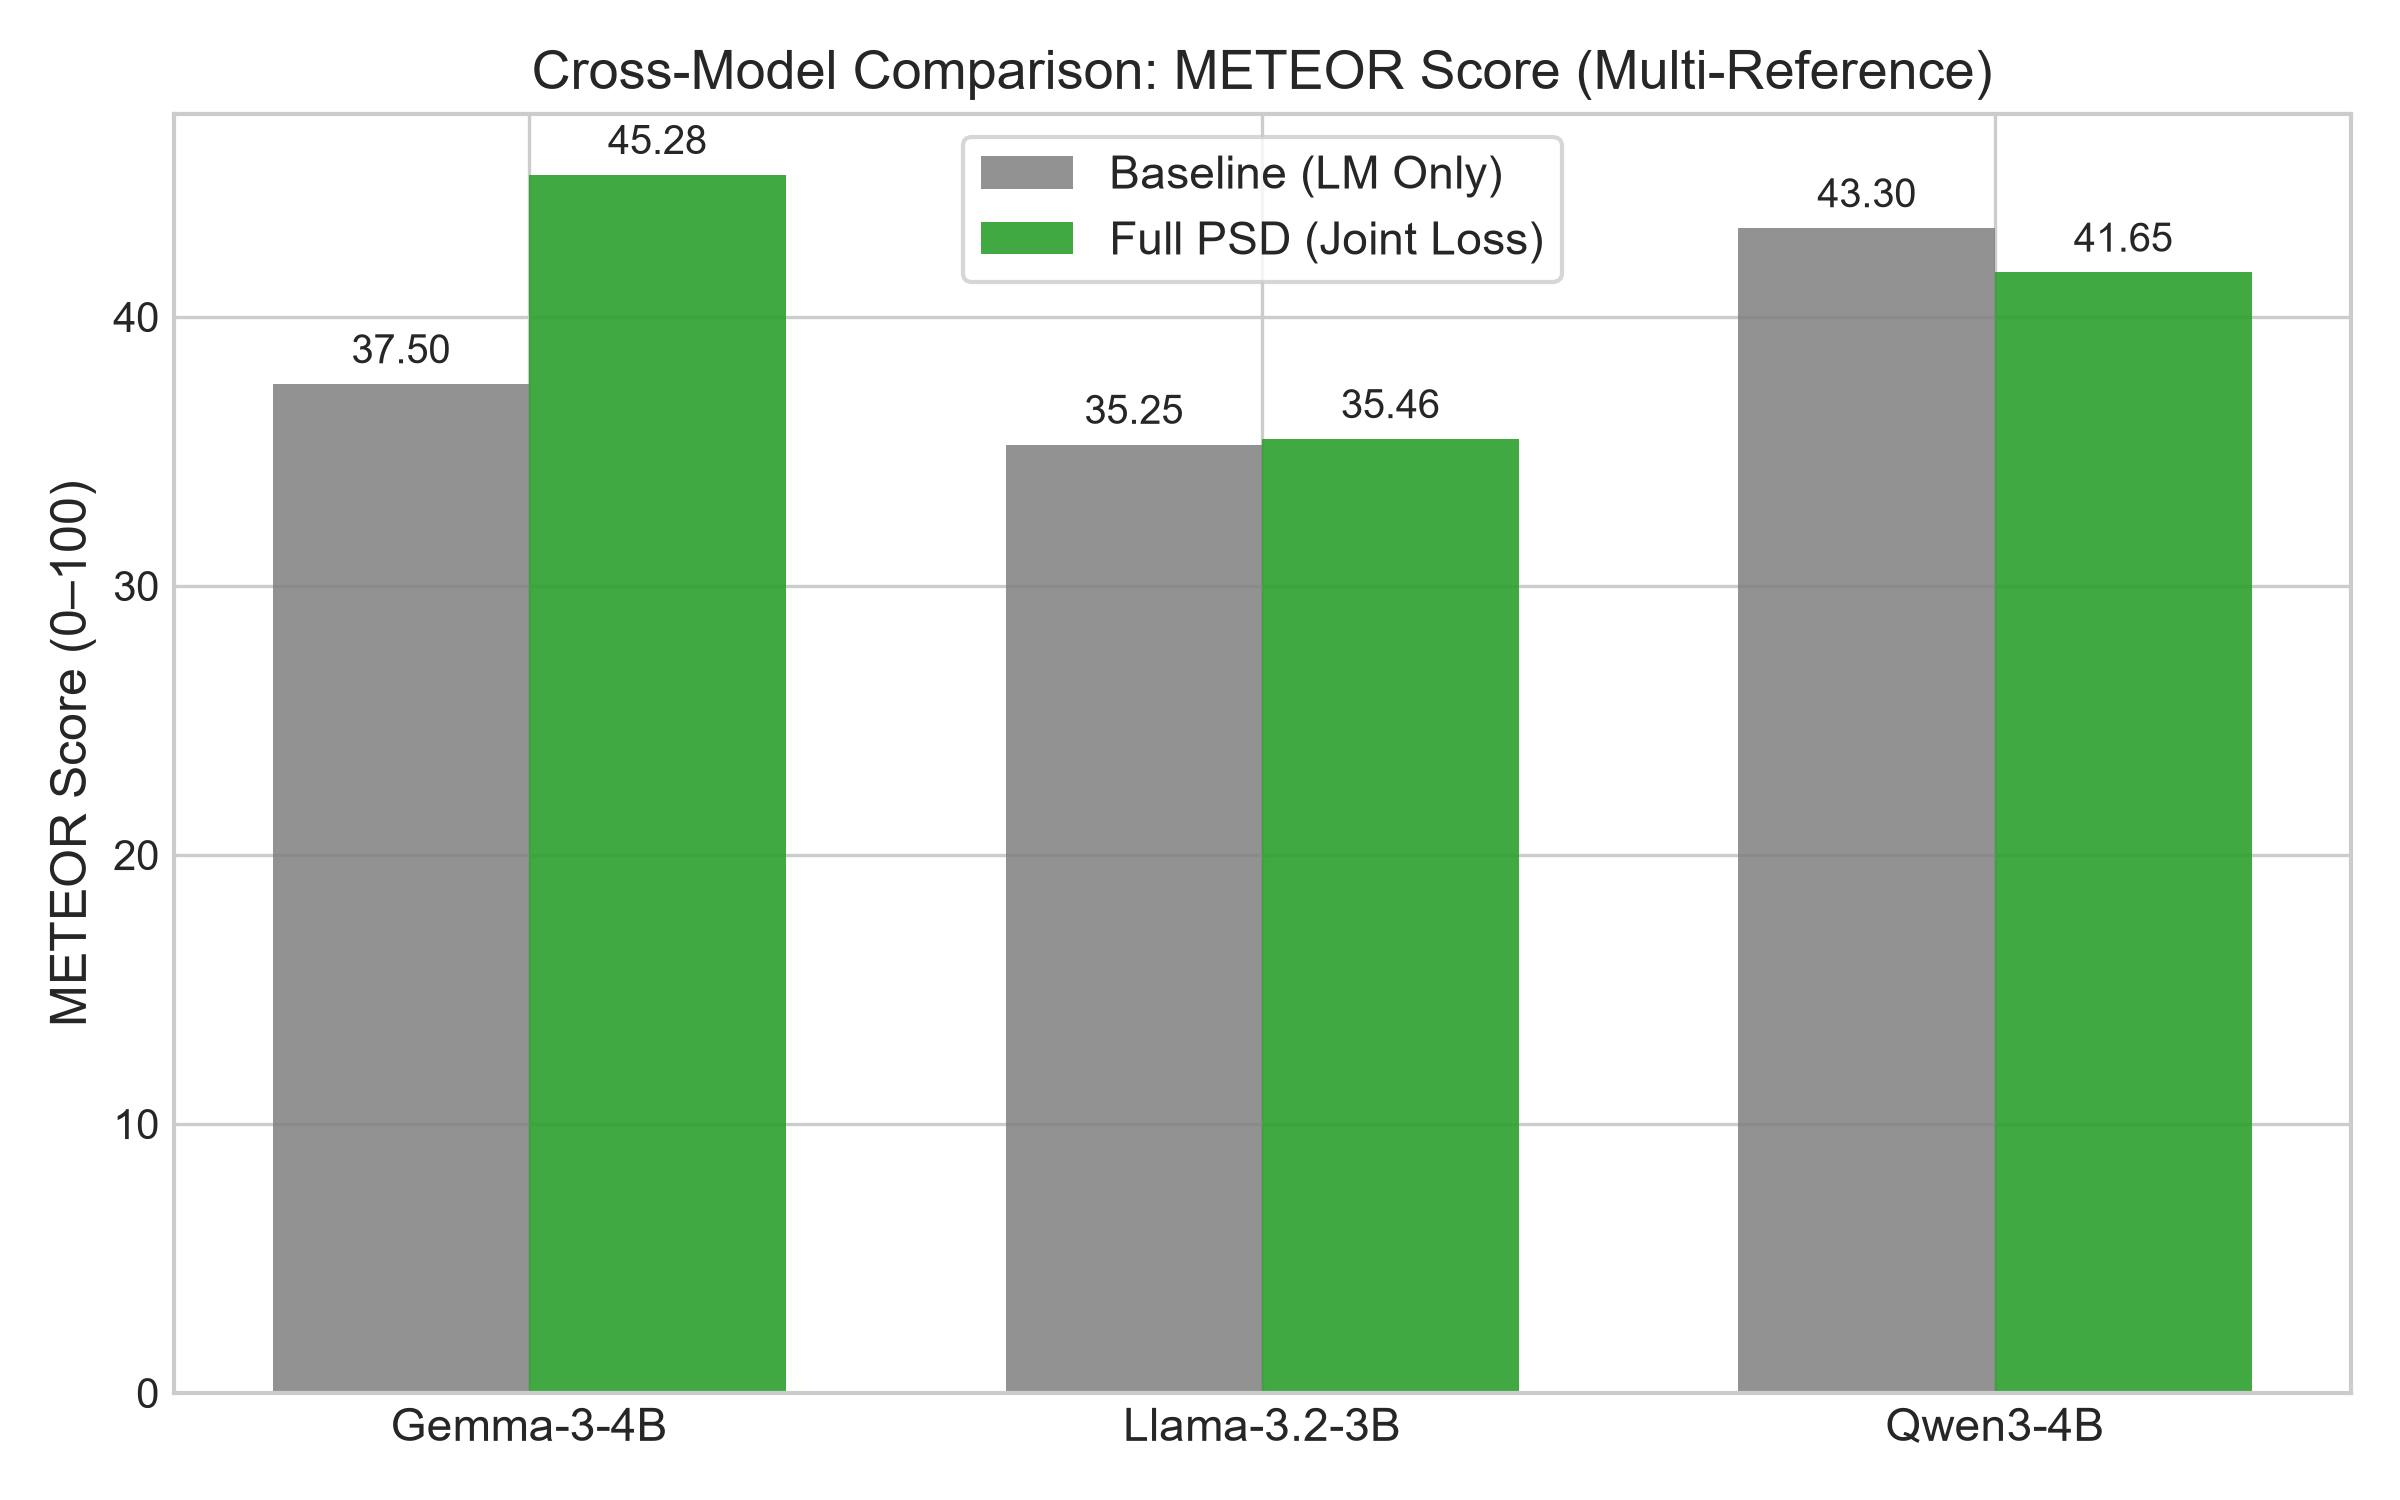 Cross-Model Comparison: METEOR Score (Multi-Reference)
Baseline (LM Only)
Full PSD (Joint Loss)
METEOR Score (0–100)
40
30
20
10
0
37.50
45.28
35.25
35.46
43.30
41.65
Gemma-3-4B
Llama-3.2-3B
Qwen3-4B